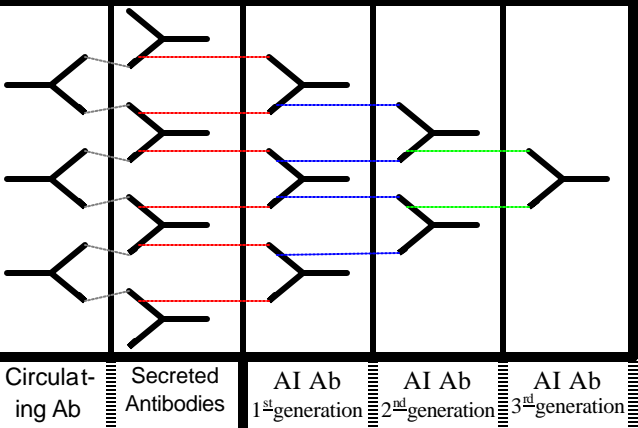 Circulat-
ing Ab
Secreted
Antibodies
AI Ab
1st generation
AI Ab
2nd generation
AI Ab
3rd generation